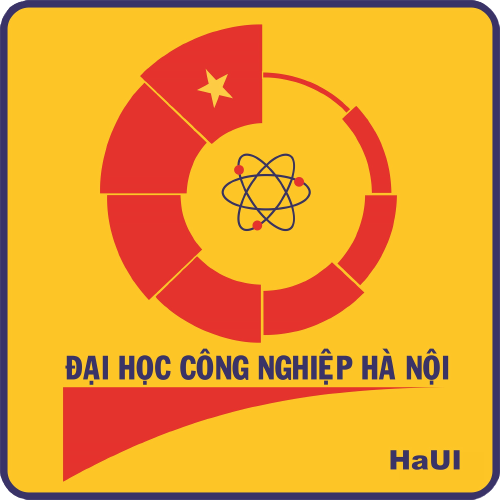 ĐẠI HỌC CÔNG NGHIỆP HÀ NỘI
HaUI